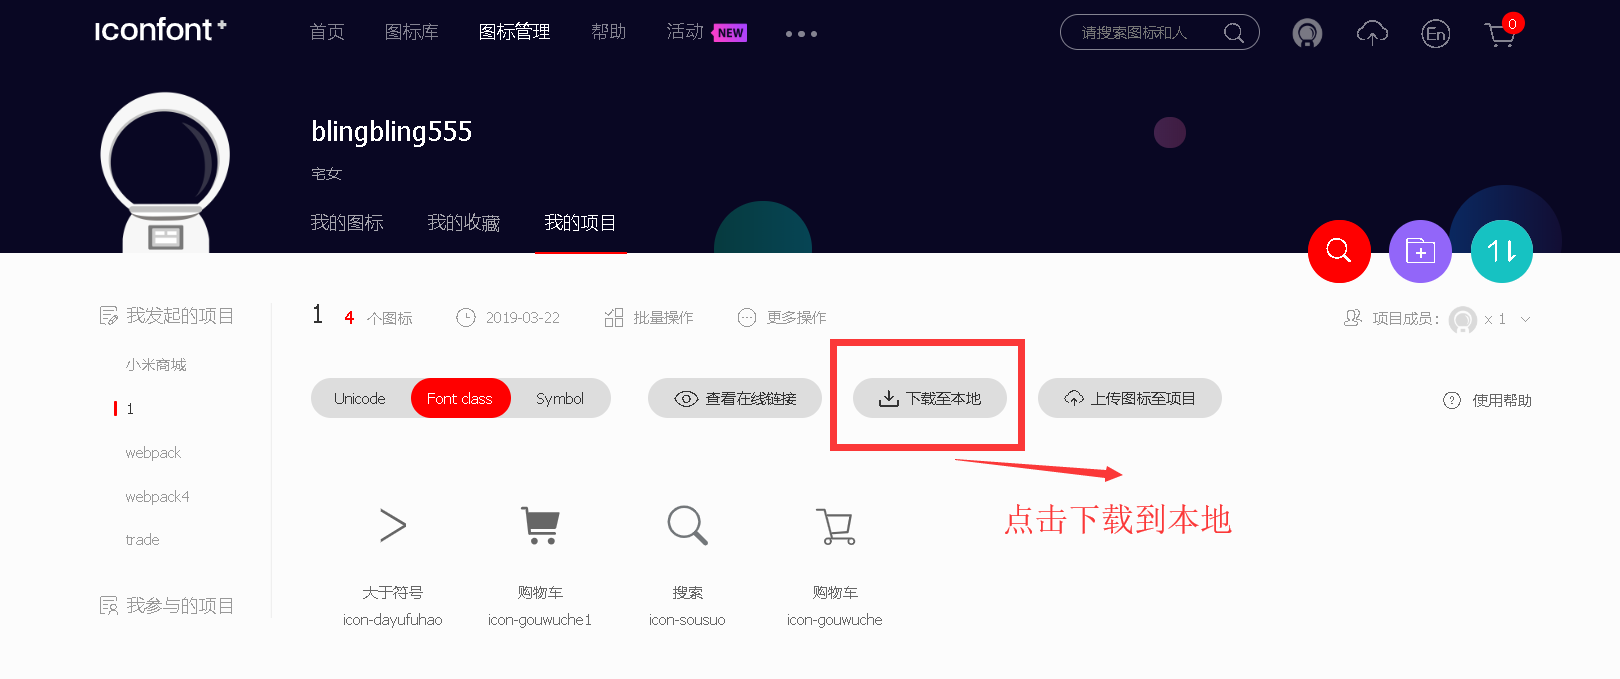 iconfont+
首页 图标库 图标管理 帮助 活动 NEW
请搜索图标和人
En
0
blingbling555
宅女
我的图标 我的收藏 我的项目
我发起的项目
小米商城
1
webpack
webpack4
trade
我参与的项目
1 4 个图标 2019-03-22 批量操作 更多操作
项目成员: x 1
Unicode Font class Symbol 查看在线链接 下载至本地 上传图标至项目
使用帮助
点击下载到本地
大于符号 购物车 搜索 购物车
icon-dayufuhao icon-gouwuche1 icon-sousuo icon-gouwuche